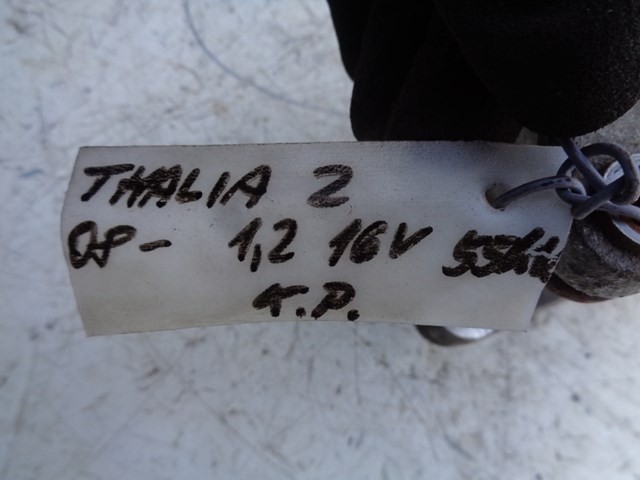 THALIA 2
08- 1,2 16V 55kW
K.P.